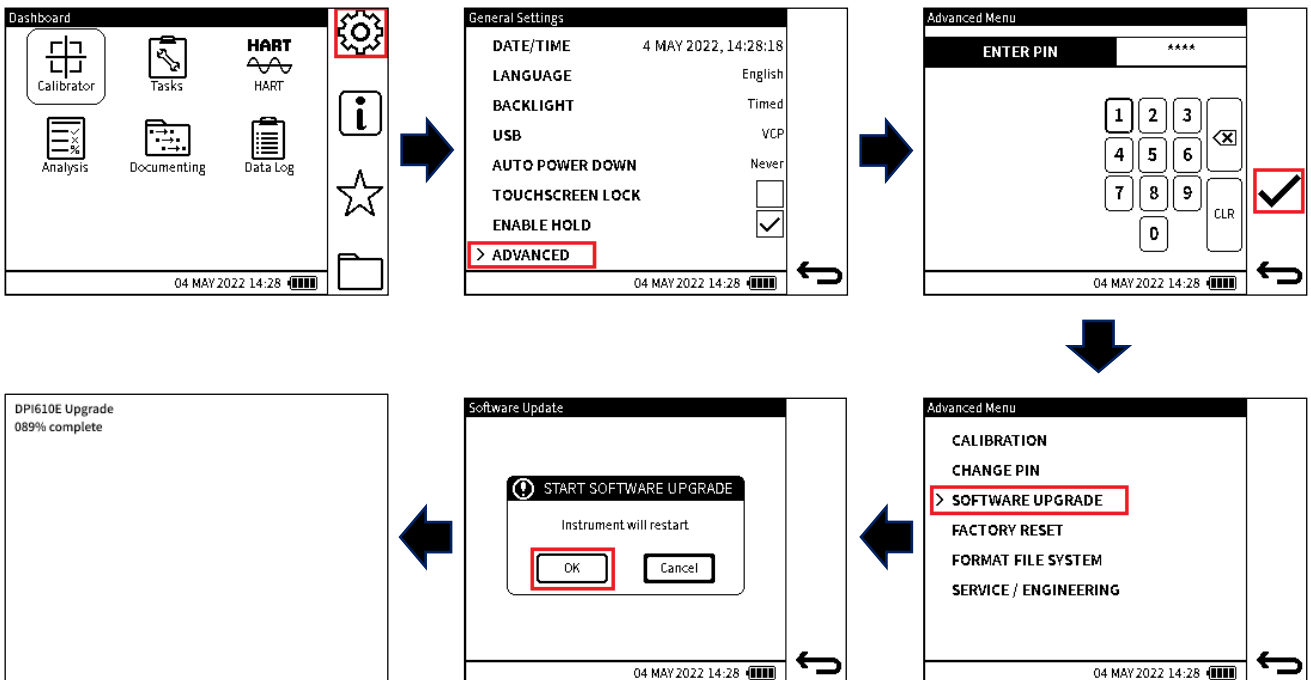 Dashboard
Calibrator
Tasks
HART
HART
Analysis
Documenting
Data Log
04 MAY 2022 14:28
General Settings
DATE/TIME 4 MAY 2022, 14:28:18
LANGUAGE English
BACKLIGHT Timed
USB VCP
AUTO POWER DOWN Never
TOUCHSCREEN LOCK
ENABLE HOLD
> ADVANCED
04 MAY 2022 14:28
Advanced Menu
ENTER PIN ****
1 2 3
4 5 6
7 8 9
CLR
0
04 MAY 2022 14:28
Advanced Menu
CALIBRATION
CHANGE PIN
> SOFTWARE UPGRADE
FACTORY RESET
FORMAT FILE SYSTEM
SERVICE / ENGINEERING
04 MAY 2022 14:28
Software Update
START SOFTWARE UPGRADE
Instrument will restart
OK Cancel
04 MAY 2022 14:28
DPI610E Upgrade
089% complete